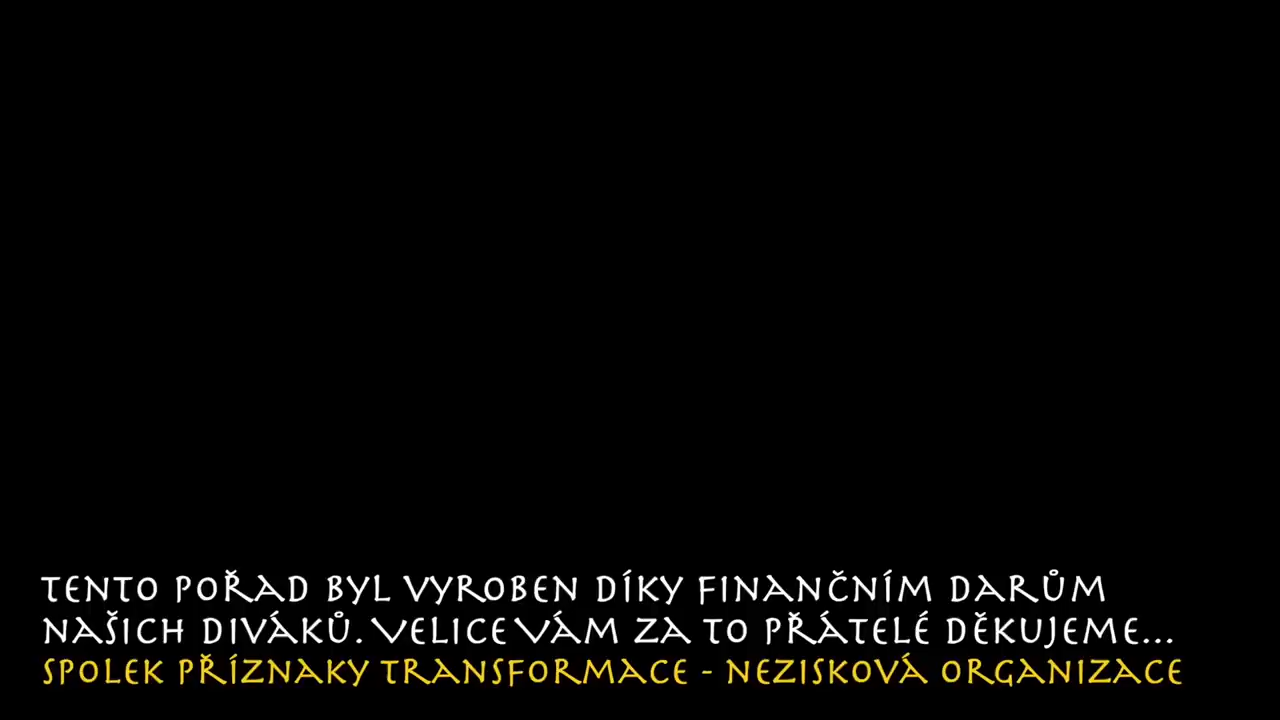 TENTO POŘAD BYL VYROBEN DÍKY FINANČNÍM DARŮM
NAŠICH DIVÁKŮ. VELICE VÁM ZA TO PŘÁTELÉ DĚKUJEME...
SPOLEK PŘÍZNAKY TRANSFORMACE - NEZISKOVÁ ORGANIZACE